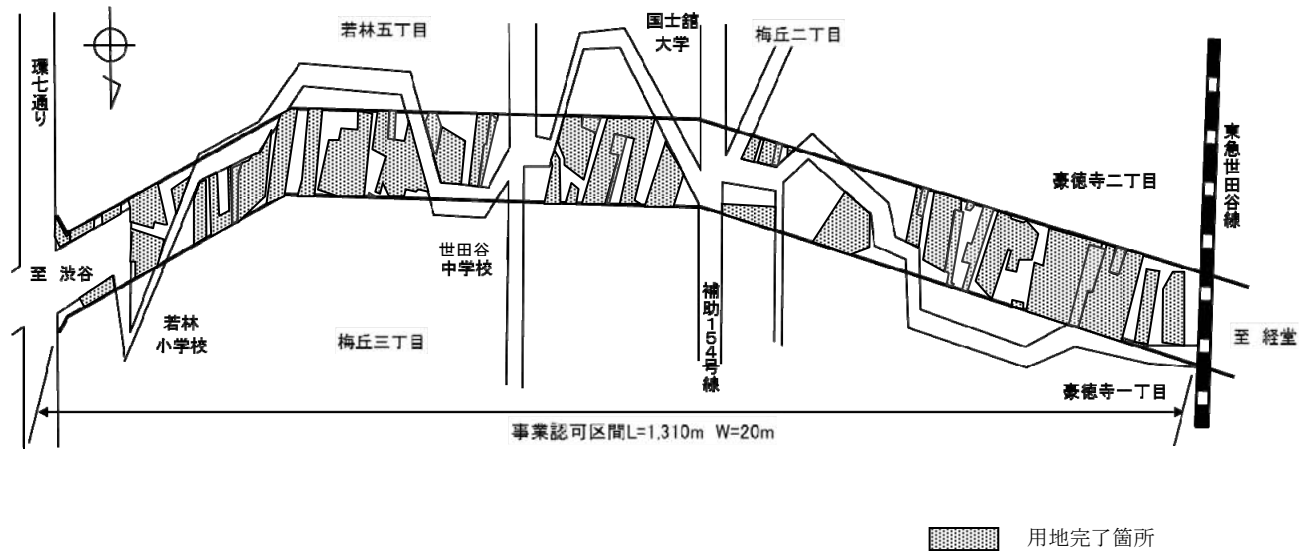 若林五丁目
国士舘
大学
梅丘二丁目
環七通り
東急世田谷線
豪徳寺二丁目
世田谷
中学校
至 渋谷
補助154号線
若林
小学校
梅丘三丁目
至 経堂
豪徳寺一丁目
事業認可区間L=1,310m W=20m
用地完了箇所